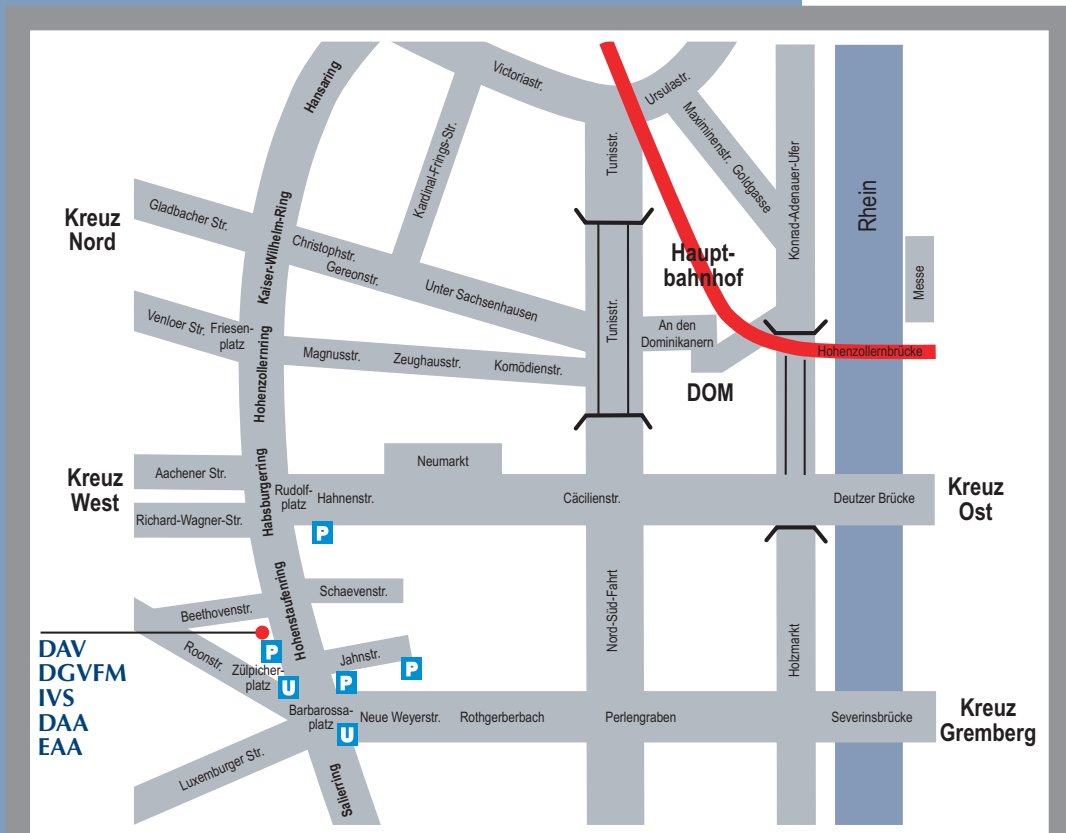 Hansaring
Victoriastr.
Ursulastr.
Kardinal-Frings-Str.
Tunisstr.
Maximinenstr.
Goldgasse
Konrad-Adenauer-Ufer
Rhein
Kreuz
Nord
Gladbacher Str.
Kaiser-Wilhelm-Ring
Christophstr.
Gereonstr.
Unter Sachsenhausen
Haupt-
bahnhof
Messe
Venloer Str.
Friesen-
platz
Hohenzollernring
Magnusstr.
Zeughausstr.
Komödienstr.
Tunisstr.
An den
Dominikanern
Hohenzollernbrücke
DOM
Kreuz
West
Aachener Str.
Richard-Wagner-Str.
Habsburgerring
Rudolf-
platz
Hahnenstr.
P
Neumarkt
Cäcilienstr.
Deutzer Brücke
Kreuz
Ost
Hohenstaufenring
Schaevenstr.
Beethovenstr.
Nord-Süd-Fahrt
Holzmarkt
DAV
DGVFM
IVS
DAA
EAA
Roonstr.
P
Zülpicher-
platz
U
Jahnstr.
P
P
Barbarossa-
platz
U
Neue Weyerstr.
Rothgerberbach
Perlengraben
Severinsbrücke
Kreuz
Gremberg
Luxemburger Str.
Salierring